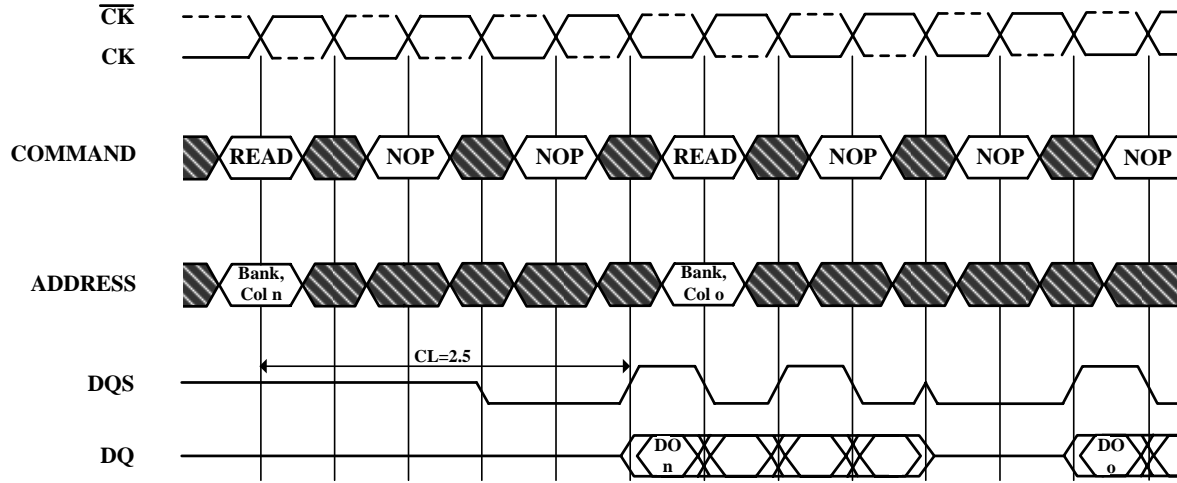 CK
CK
COMMAND
READ
NOP
NOP
READ
NOP
NOP
NOP
ADDRESS
Bank,
Col n
Bank,
Col o
CL=2.5
DQS
DQ
DO
n
DO
o